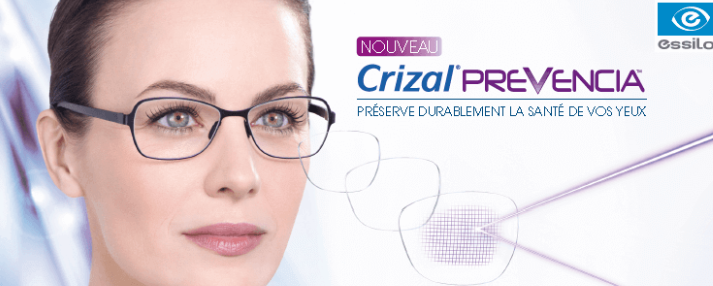 essilo
NOUVEAU
Crizal® PREVENCIA™
PRÉSERVE DURABLEMENT LA SANTÉ DE VOS YEUX